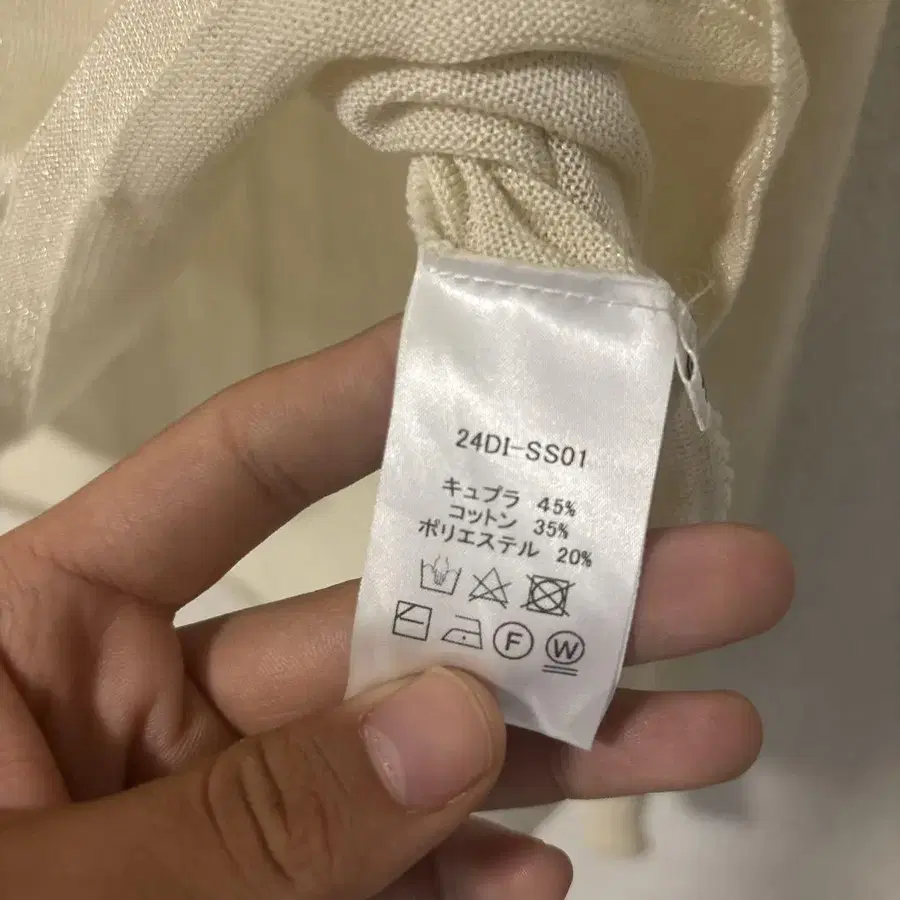 24DI-SS01
キュプラ 45%
コットン 35%
ポリエステル 20%
F W